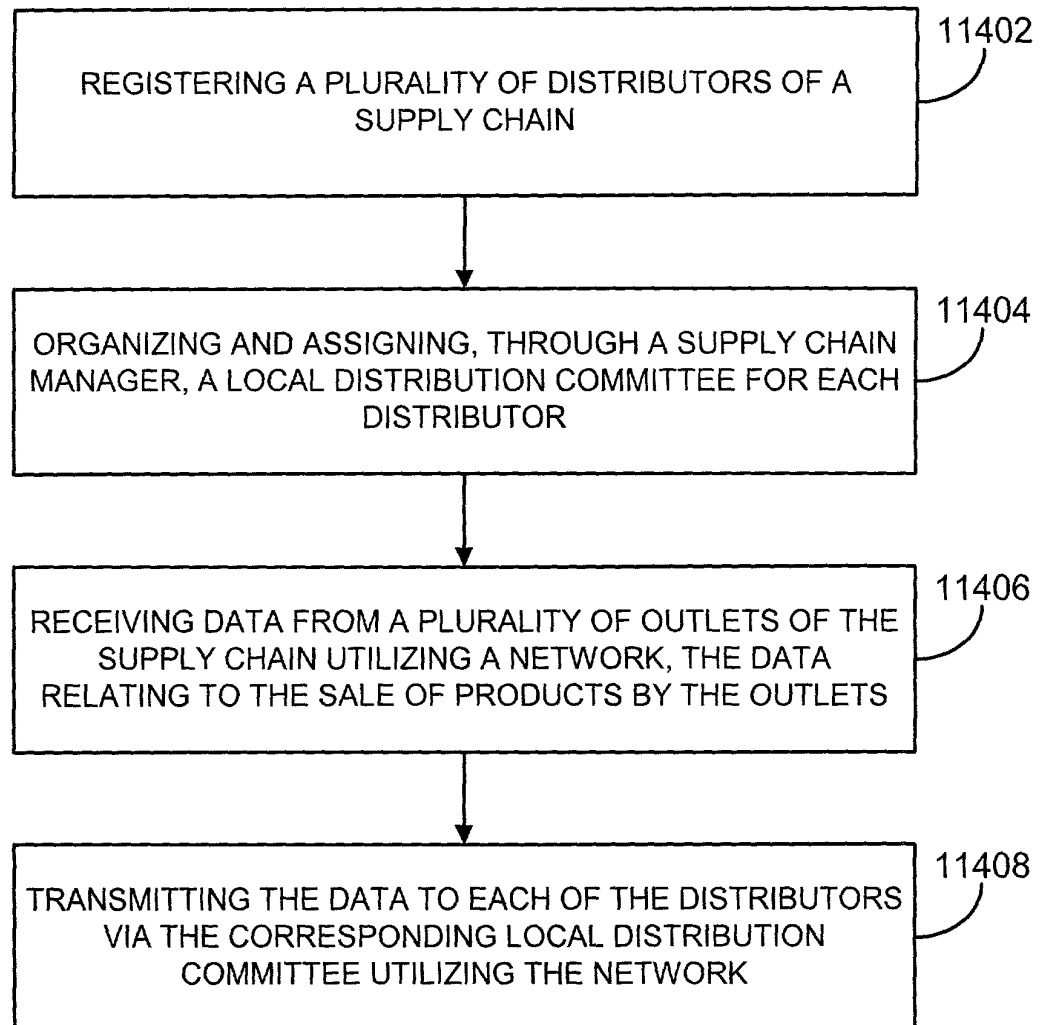 11402
REGISTERING A PLURALITY OF DISTRIBUTORS OF A
SUPPLY CHAIN
11404
ORGANIZING AND ASSIGNING, THROUGH A SUPPLY CHAIN
MANAGER, A LOCAL DISTRIBUTION COMMITTEE FOR EACH
DISTRIBUTOR
11406
RECEIVING DATA FROM A PLURALITY OF OUTLETS OF THE
SUPPLY CHAIN UTILIZING A NETWORK, THE DATA
RELATING TO THE SALE OF PRODUCTS BY THE OUTLETS
11408
TRANSMITTING THE DATA TO EACH OF THE DISTRIBUTORS
VIA THE CORRESPONDING LOCAL DISTRIBUTION
COMMITTEE UTILIZING THE NETWORK